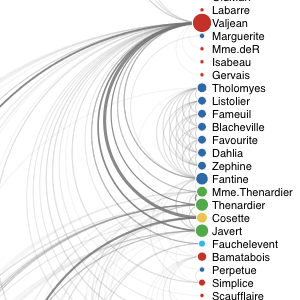 Labarre
Valjean
Marguerite
Mme.deR
Isabeau
Gervais
Tholomyes
Listolier
Fameuil
Blacheville
Favourite
Dahlia
Zephine
Fantine
Mme.Thenardier
Thenardier
Cosette
Javert
Fauchelevent
Bamatabois
Perpetue
Simplice
Scaufflaire